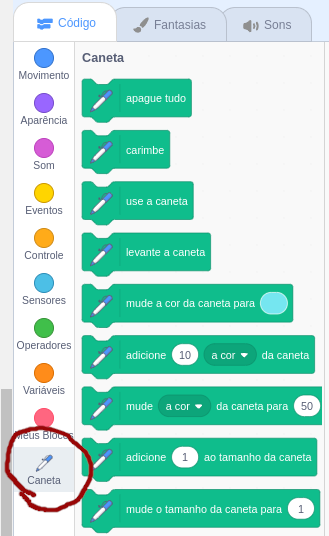 Código
Fantasias
Sons
Movimento
Aparência
Som
Eventos
Controle
Sensores
Operadores
Variáveis
Meus Blocos
Caneta
Caneta
apague tudo
carimbe
use a caneta
levante a caneta
mude a cor da caneta para
adicione 10 a cor da caneta
mude a cor da caneta para 50
adicione 1 ao tamanho da caneta
mude o tamanho da caneta para 1